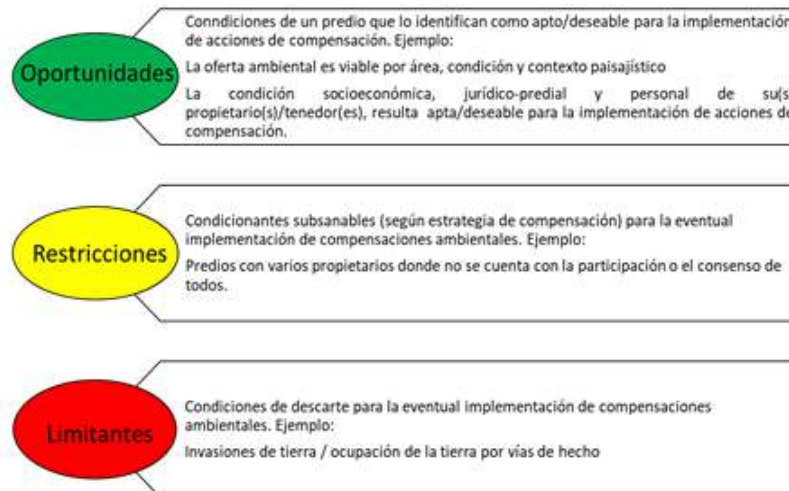 Oportunidades
Conndiciones de un predio que lo identifican como apto/deseable para la implementación
de acciones de compensación. Ejemplo:
La oferta ambiental es viable por área, condición y contexto paisajístico
La condición socioeconómica, jurídico-predial y personal de su(s
propietario(s)/tenedor(es), resulta apta/deseable para la implementación de acciones de
compensación.
Restricciones
Condicionantes subsanables (según estrategia de compensación) para la eventual
implementación de compensaciones ambientales. Ejemplo:
Predios con varios propietarios donde no se cuenta con la participación o el consenso de
todos.
Limitantes
Condiciones de descarte para la eventual implementación de compensaciones
ambientales. Ejemplo:
Invasiones de tierra / ocupación de la tierra por vías de hecho